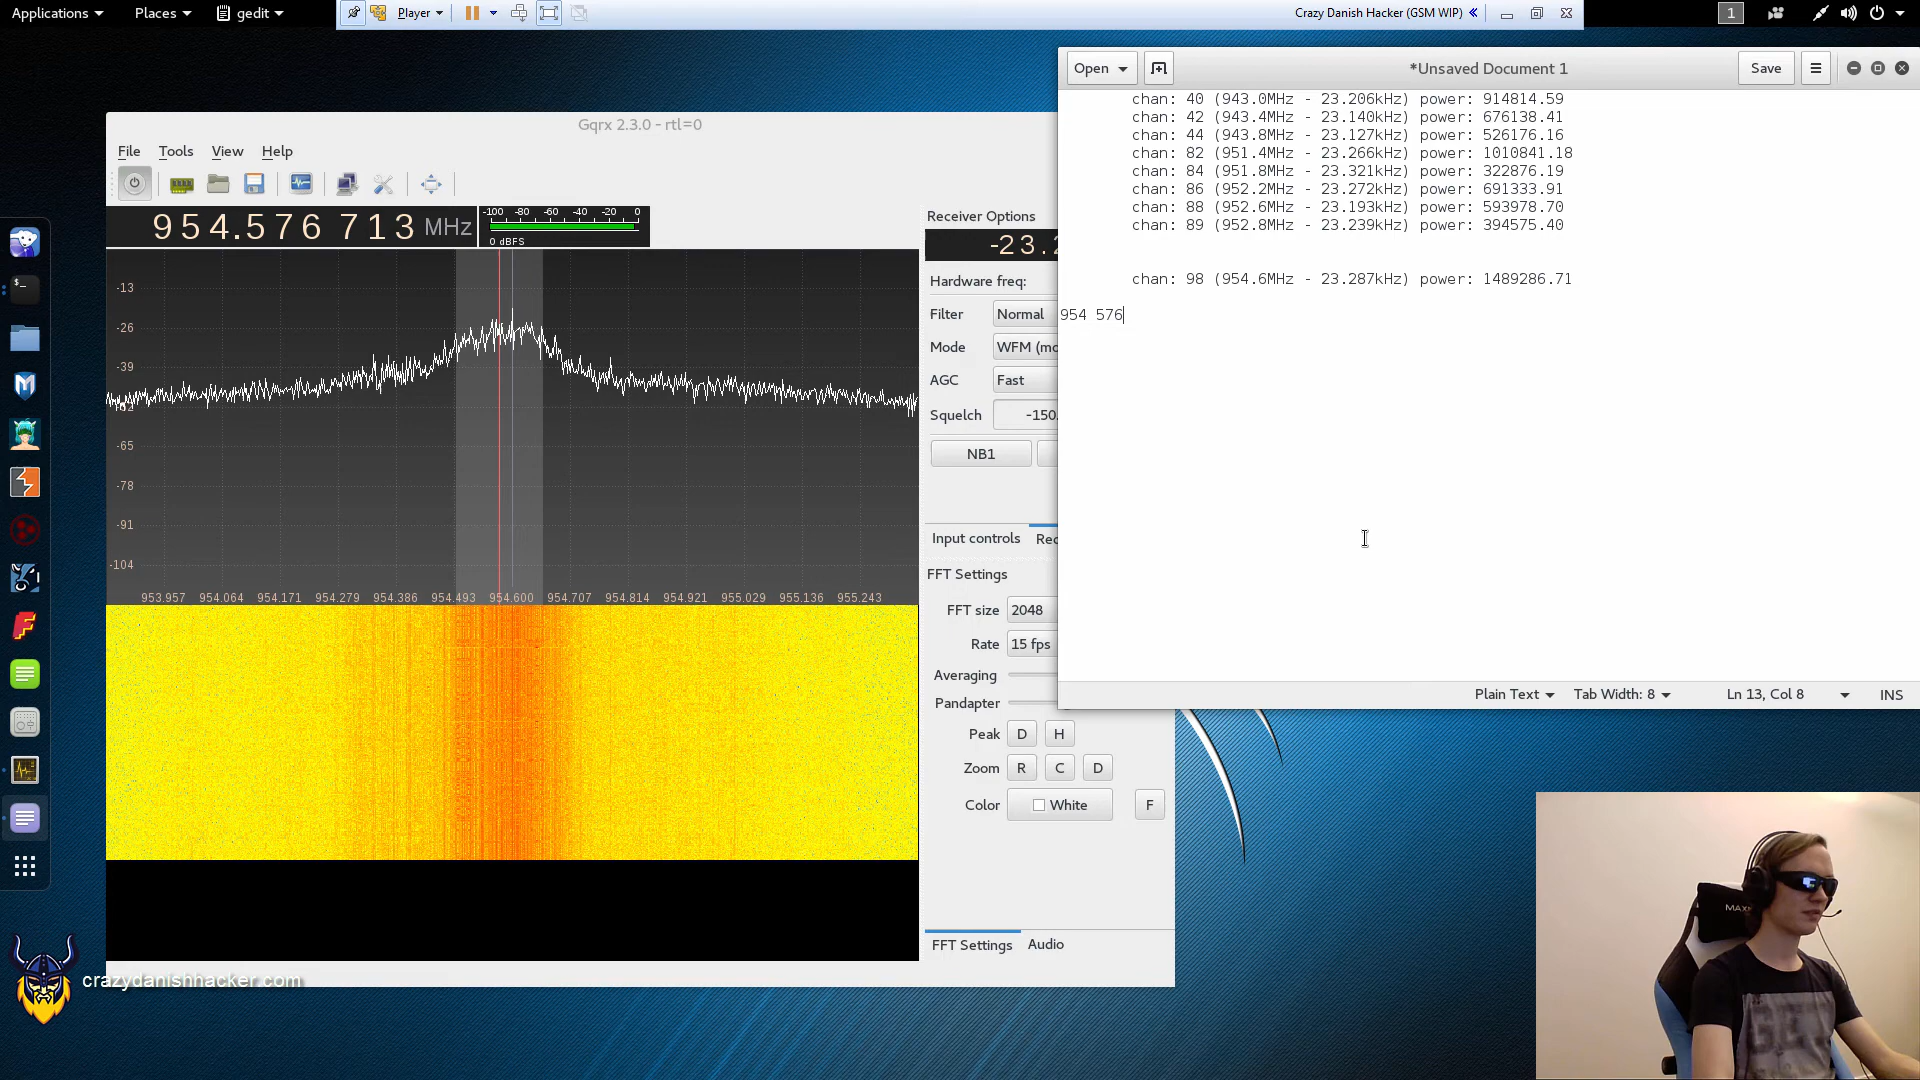 Applications Places gedit Player Crazy Danish Hacker (GSM WIP) 1
Open *Unsaved Document 1 Save
chan: 40 (943.0MHz - 23.206kHz) power: 914814.59
chan: 42 (943.4MHz - 23.140kHz) power: 676138.41
chan: 44 (943.8MHz - 23.127kHz) power: 526176.16
chan: 82 (951.4MHz - 23.266kHz) power: 1010841.18
chan: 84 (951.8MHz - 23.321kHz) power: 322876.19
chan: 86 (952.2MHz - 23.272kHz) power: 691333.91
chan: 88 (952.6MHz - 23.193kHz) power: 593978.70
chan: 89 (952.8MHz - 23.239kHz) power: 394575.40
chan: 98 (954.6MHz - 23.287kHz) power: 1489286.71
954 576
Plain Text Tab Width: 8 Ln 13, Col 8 INS
Gqrx 2.3.0 - rtl=0
File Tools View Help
954.576 713 MHz
-100 -80 -60 -40 -20 0
0 dBFS
-13
-26
-39
-52
-65
-78
-91
-104
953.957 954.064 954.171 954.279 954.386 954.493 954.600 954.707 954.814 954.921 955.029 955.136 955.243
Receiver Options
-23.
Hardware freq:
Filter Normal
Mode WFM (mo
AGC Fast
Squelch -150.
NB1
Input controls Rec
FFT Settings
FFT size 2048
Rate 15 fps
Averaging
Pandapter
Peak D H
Zoom R C D
Color White F
FFT Settings Audio
crazydanishhacker.com